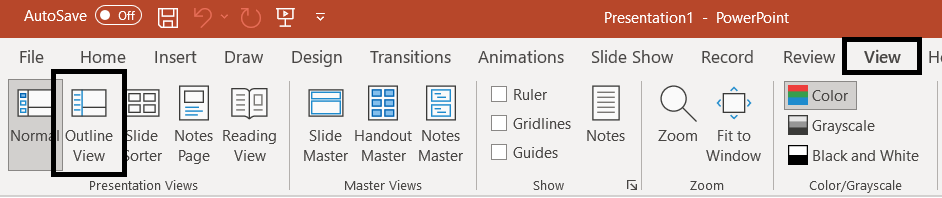 AutoSave Off Presentation1 - PowerPoint
File Home Insert Draw Design Transitions Animations Slide Show Record Review View
Normal Outline View Slide Sorter Notes Page Reading View Slide Master Handout Master Notes Master Ruler Gridlines Guides Notes Zoom Fit to Window Color Grayscale Black and White
Presentation Views Master Views Show Zoom Color/Grayscale